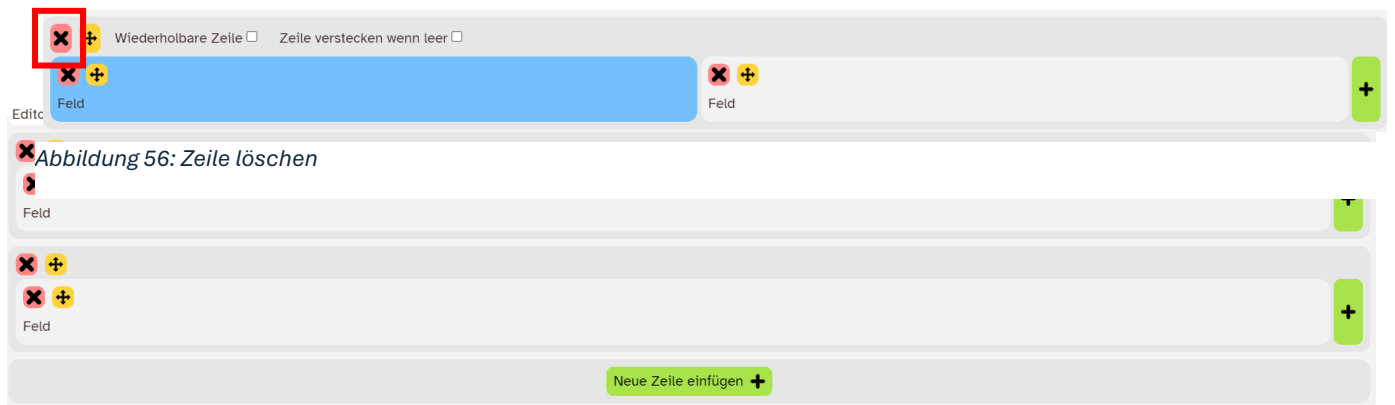 Wiederholbare Zeile Zeile verstecken wenn leer
Feld Feld
Abbildung 56: Zeile löschen
Feld
Feld
Neue Zeile einfügen